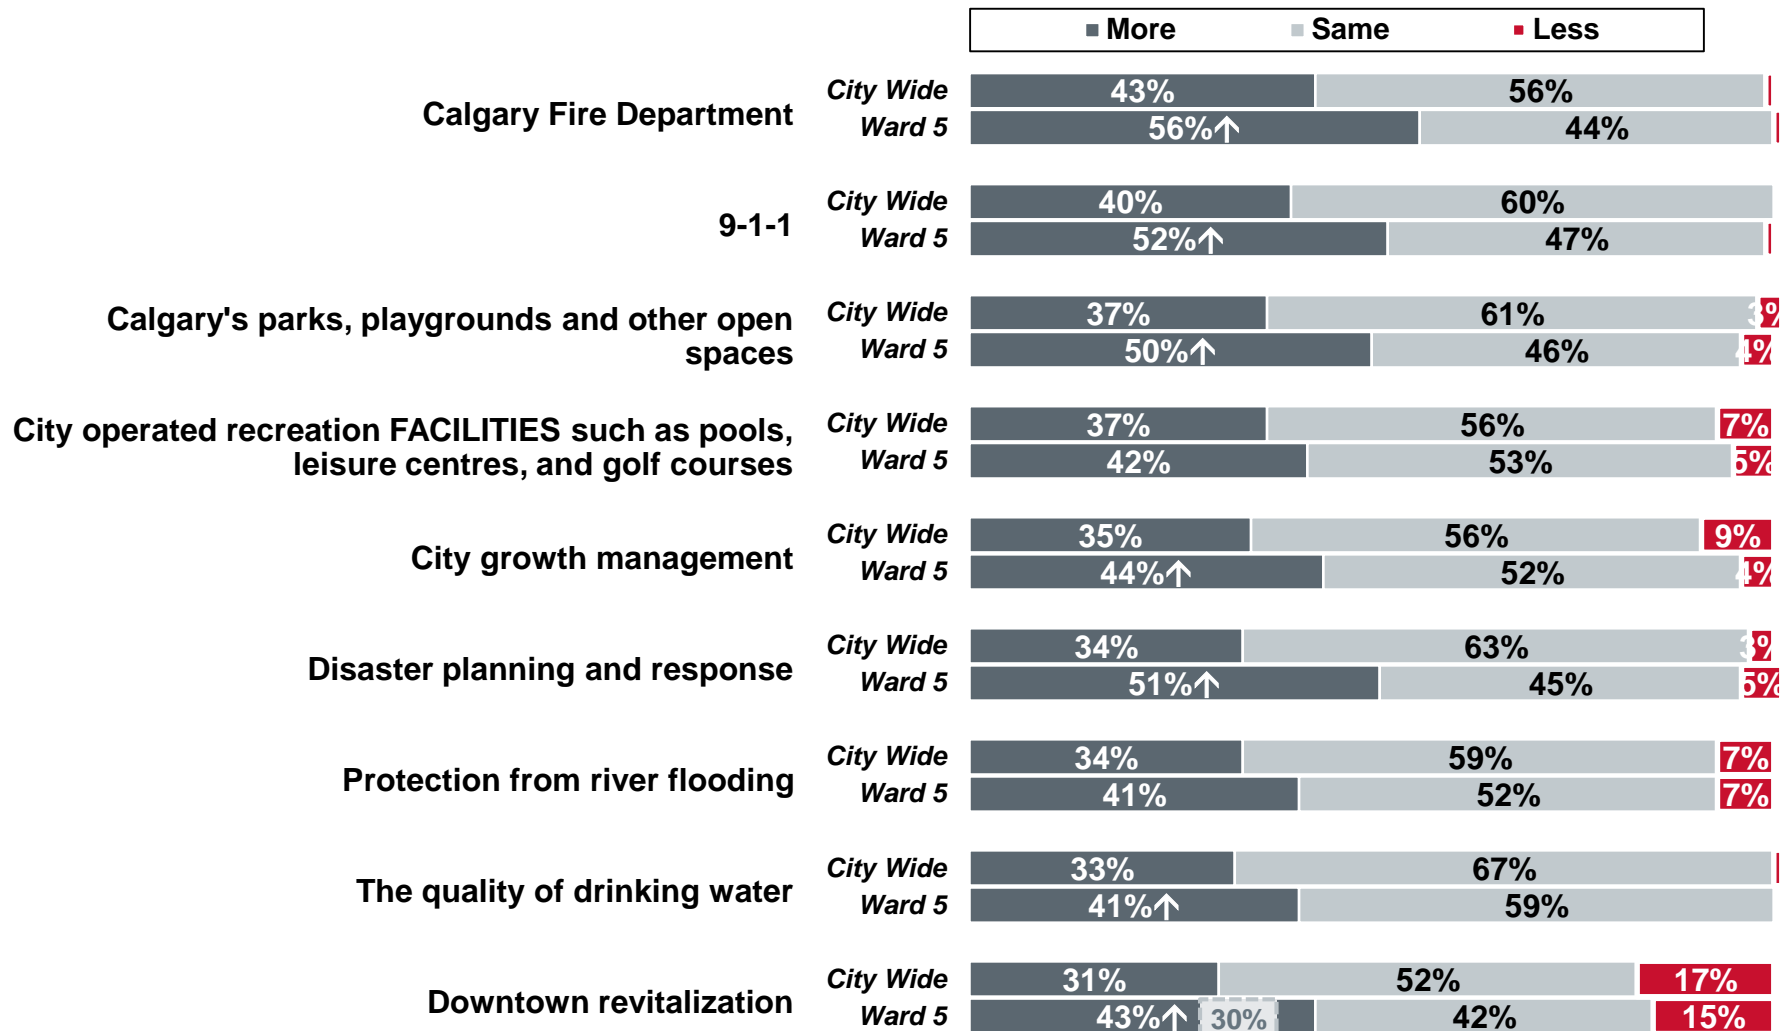 More Same Less
City Wide 43% 56%
Calgary Fire Department
Ward 5 56%↑ 44%
City Wide 40% 60%
9-1-1
Ward 5 52%↑ 47%
Calgary's parks, playgrounds and other open
City Wide 37% 61% 3%
spaces
Ward 5 50%↑ 46% 4%
City operated recreation FACILITIES such as pools,
City Wide 37% 56% 7%
leisure centres, and golf courses
Ward 5 42% 53% 5%
City Wide 35% 56% 9%
City growth management
Ward 5 44%↑ 52% 4%
City Wide 34% 63% 3%
Disaster planning and response
Ward 5 51%↑ 45% 5%
City Wide 34% 59% 7%
Protection from river flooding
Ward 5 41% 52% 7%
City Wide 33% 67%
The quality of drinking water
Ward 5 41%↑ 59%
City Wide 31% 52% 17%
Downtown revitalization
Ward 5 43%↑ 30% 42% 15%